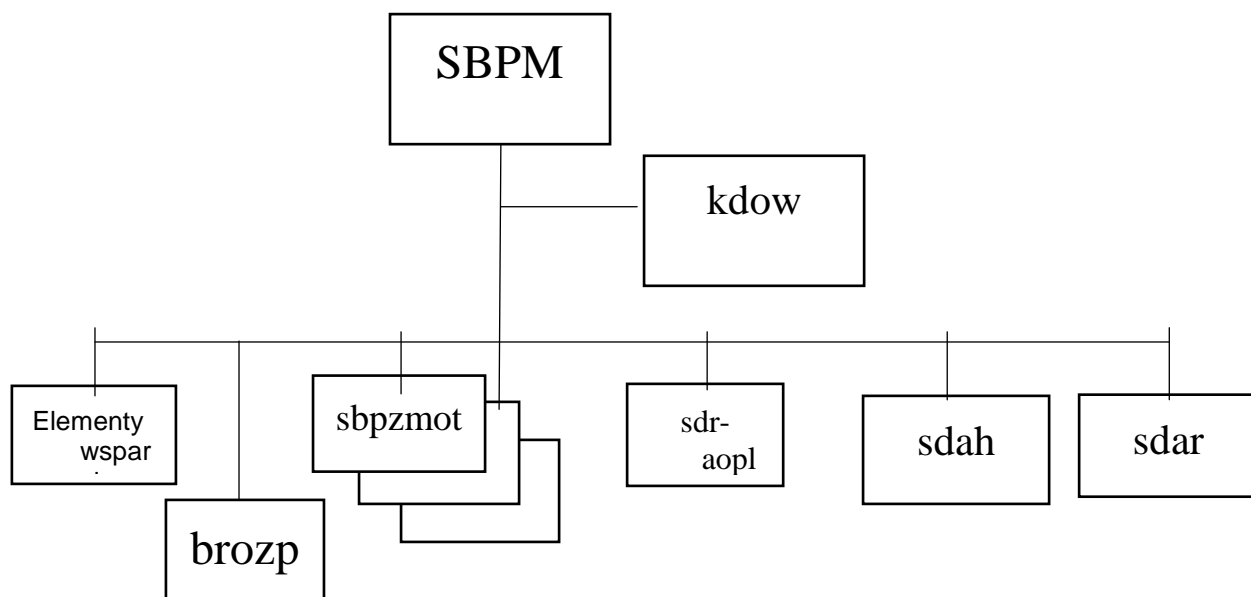 SBPM
kdow
Elementy
wspar
.
brozp
sbpzmot
sdr-
aopl
sdah
sdar